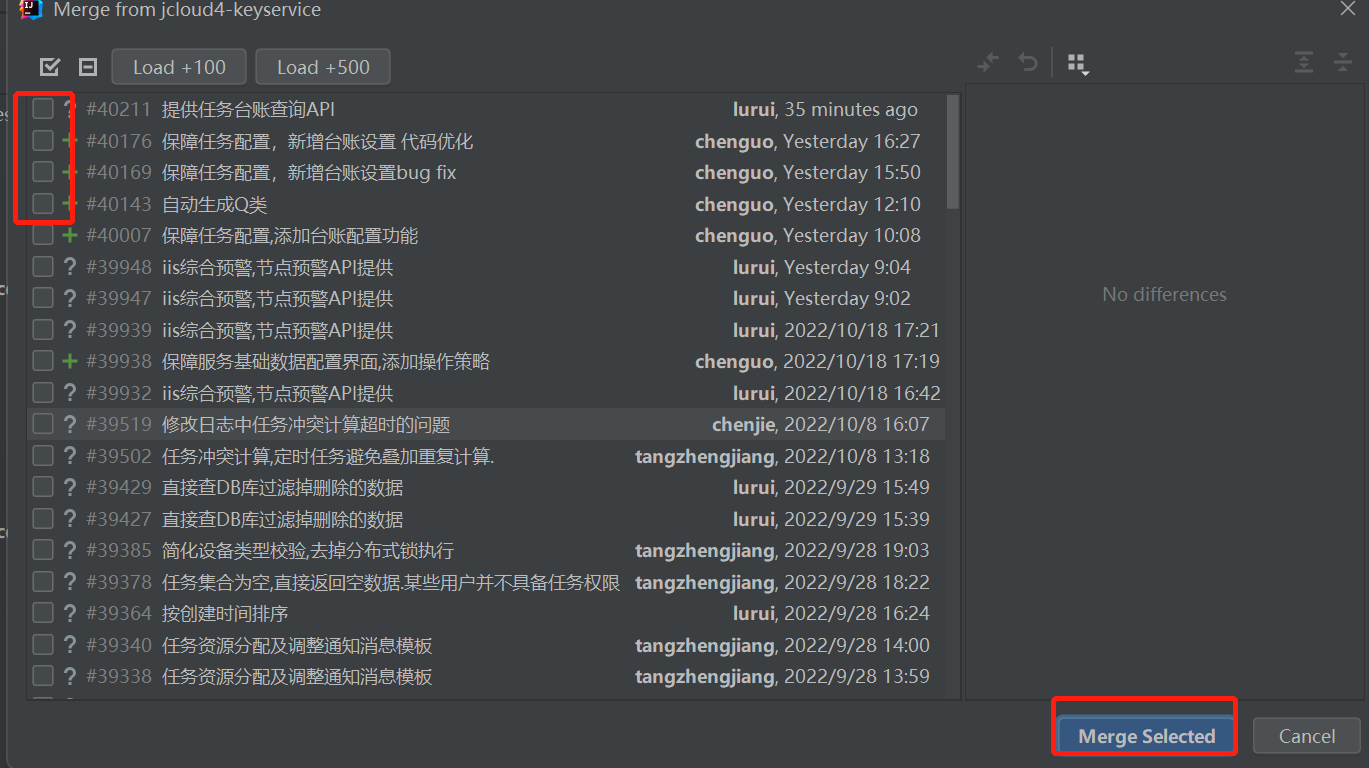 Merge from jcloud4-keyservice
Load +100 Load +500
? #40211 提供任务台账查询API lurui, 35 minutes ago
+ #40176 保障任务配置，新增台账设置 代码优化 chenguo, Yesterday 16:27
+ #40169 保障任务配置，新增台账设置bug fix chenguo, Yesterday 15:50
+ #40143 自动生成Q类 chenguo, Yesterday 12:10
+ #40007 保障任务配置,添加台账配置功能 chenguo, Yesterday 10:08
? #39948 iis综合预警,节点预警API提供 lurui, Yesterday 9:04
? #39947 iis综合预警,节点预警API提供 lurui, Yesterday 9:02
? #39939 iis综合预警,节点预警API提供 lurui, 2022/10/18 17:21
+ #39938 保障服务基础数据配置界面,添加操作策略 chenguo, 2022/10/18 17:19
? #39932 iis综合预警,节点预警API提供 lurui, 2022/10/18 16:42
? #39519 修改日志中任务冲突计算超时的问题 chenjie, 2022/10/8 16:07
? #39502 任务冲突计算,定时任务避免叠加重复计算. tangzhengjiang, 2022/10/8 13:18
? #39429 直接查DB库过滤掉删除的数据 lurui, 2022/9/29 15:49
? #39427 直接查DB库过滤掉删除的数据 lurui, 2022/9/29 15:39
? #39385 简化设备类型校验,去掉分布式锁执行 tangzhengjiang, 2022/9/28 19:03
? #39378 任务集合为空,直接返回空数据.某些用户并不具备任务权限 tangzhengjiang, 2022/9/28 18:22
? #39364 按创建时间排序 lurui, 2022/9/28 16:24
? #39340 任务资源分配及调整通知消息模板 tangzhengjiang, 2022/9/28 14:00
? #39338 任务资源分配及调整通知消息模板 tangzhengjiang, 2022/9/28 13:59
No differences
Merge Selected Cancel